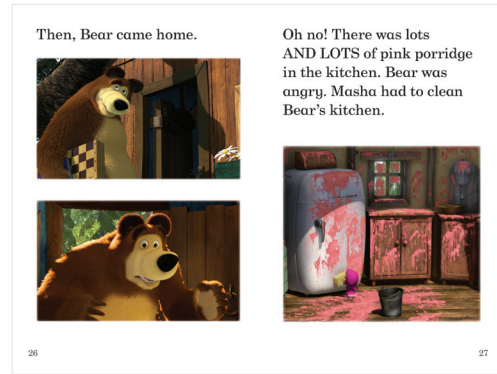 Then, Bear came home.
Oh no! There was lots
AND LOTS of pink porridge
in the kitchen. Bear was
angry. Masha had to clean
Bear's kitchen.
26
27